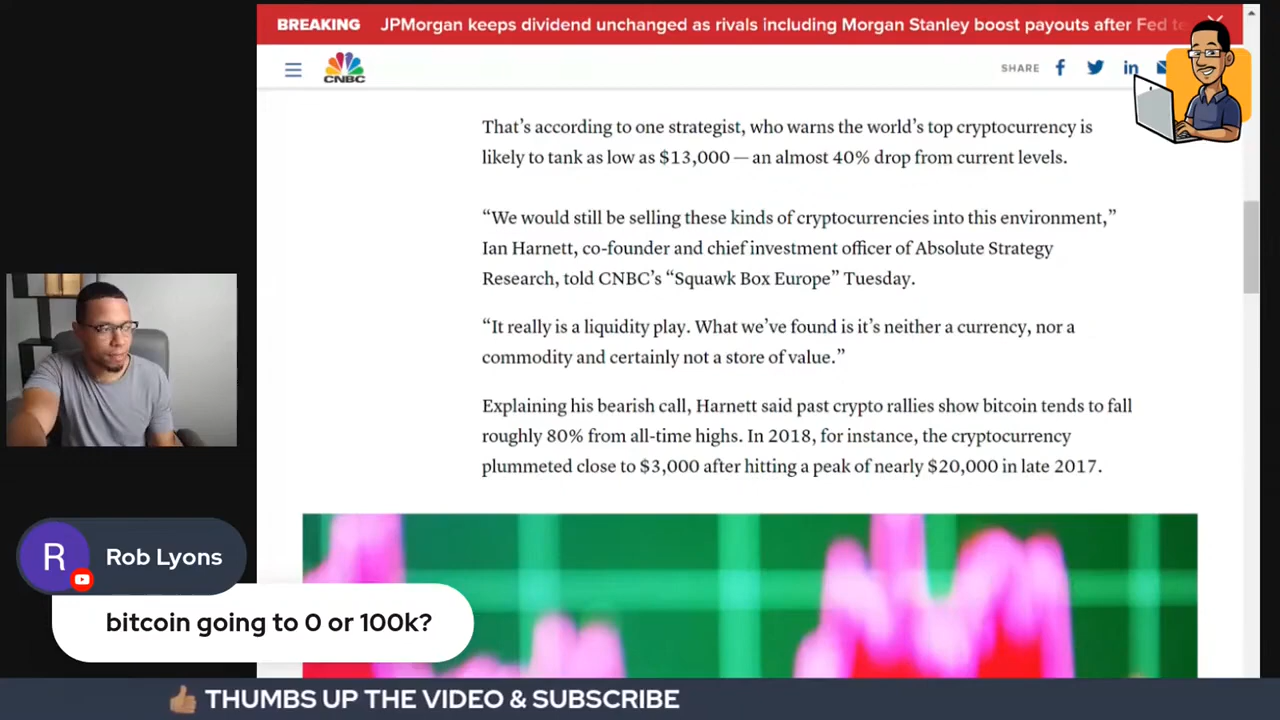 BREAKING JPMorgan keeps dividend unchanged as rivals including Morgan Stanley boost payouts after Fed
CNBC
SHARE
That’s according to one strategist, who warns the world’s top cryptocurrency is
likely to tank as low as $13,000 — an almost 40% drop from current levels.
“We would still be selling these kinds of cryptocurrencies into this environment,”
Ian Harnett, co-founder and chief investment officer of Absolute Strategy
Research, told CNBC’s “Squawk Box Europe” Tuesday.
“It really is a liquidity play. What we’ve found is it’s neither a currency, nor a
commodity and certainly not a store of value.”
Explaining his bearish call, Harnett said past crypto rallies show bitcoin tends to fall
roughly 80% from all-time highs. In 2018, for instance, the cryptocurrency
plummeted close to $3,000 after hitting a peak of nearly $20,000 in late 2017.
R Rob Lyons
bitcoin going to 0 or 100k?
THUMBS UP THE VIDEO & SUBSCRIBE